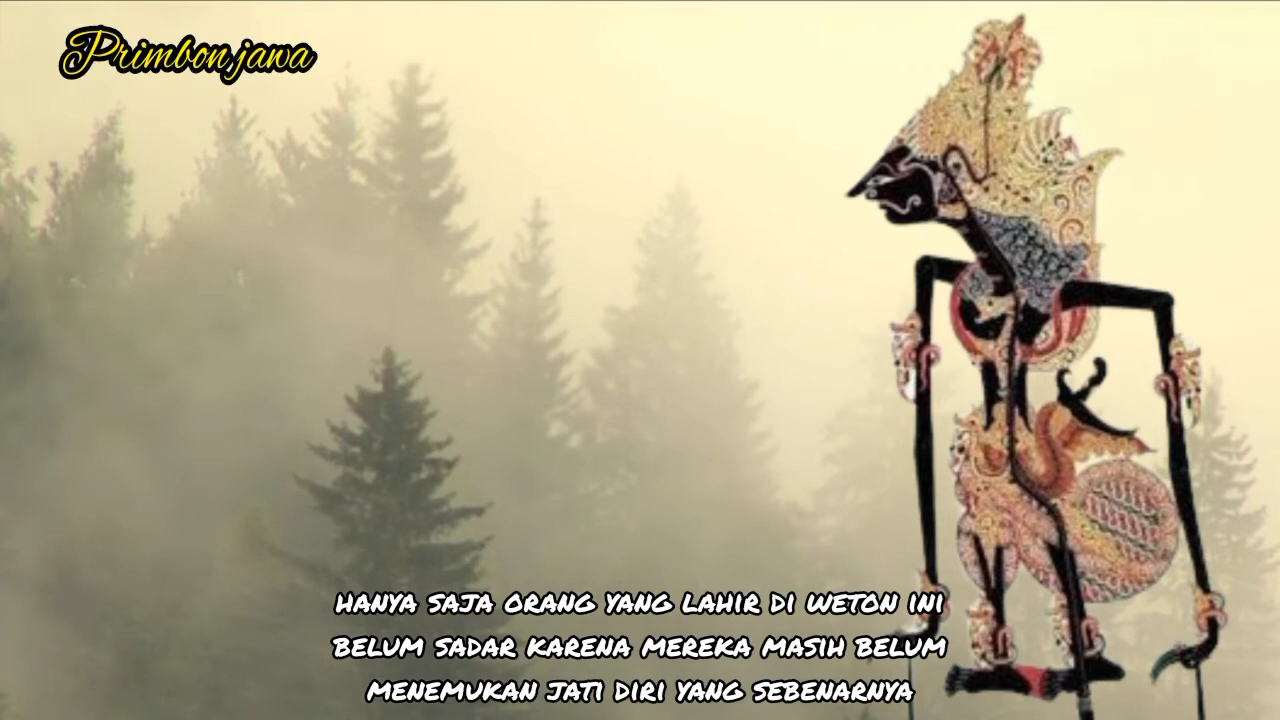 Primbon jawa
HANYA SAJA ORANG YANG LAHIR DI WETON INI
BELUM SADAR KARENA MEREKA MASIH BELUM
MENEMUKAN JATI DIRI YANG SEBENARNYA